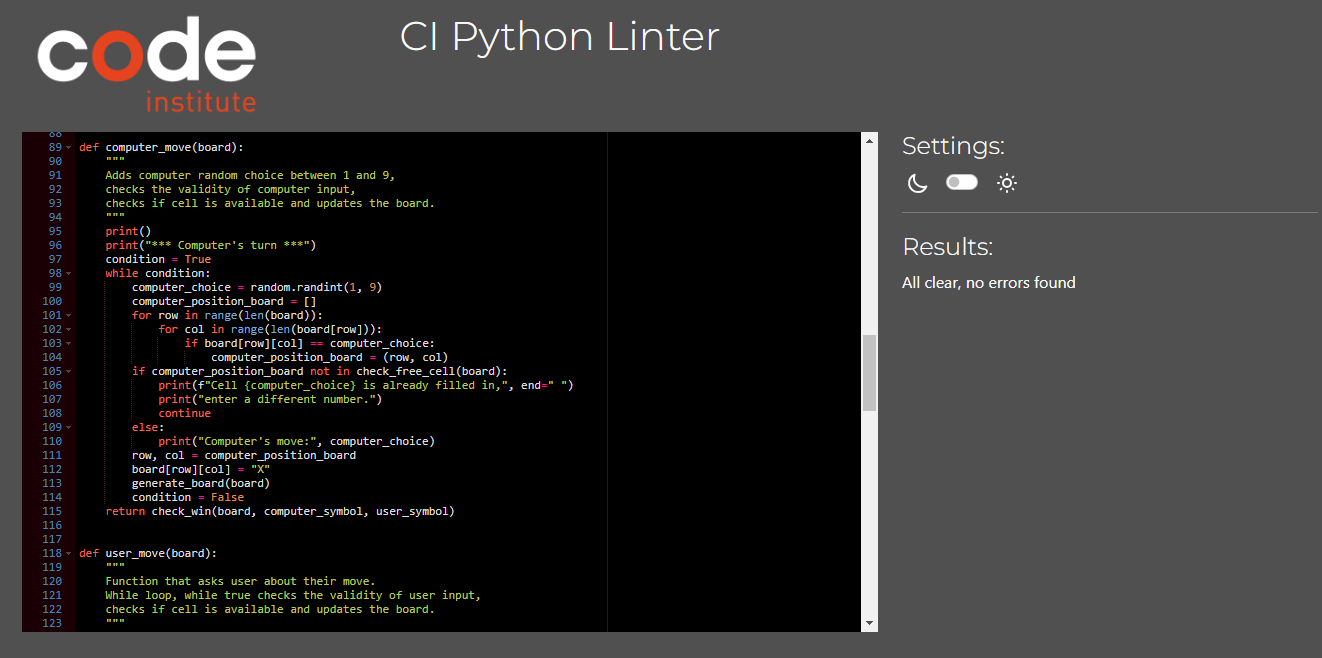 code
institute
CI Python Linter
88
89 def computer_move(board):
90 """
91 Adds computer random choice between 1 and 9,
92 checks the validity of computer input,
93 checks if cell is available and updates the board.
94 """
95 print()
96 print("*** Computer's turn ***")
97 condition = True
98 while condition:
99 computer_choice = random.randint(1, 9)
100 computer_position_board = []
101 for row in range(len(board)):
102 for col in range(len(board[row])):
103 if board[row][col] == computer_choice:
104 computer_position_board = (row, col)
105 if computer_position_board not in check_free_cell(board):
106 print(f"Cell {computer_choice} is already filled in,", end=" ")
107 print("enter a different number.")
108 continue
109 else:
110 print("Computer's move:", computer_choice)
111 row, col = computer_position_board
112 board[row][col] = "X"
113 generate_board(board)
114 condition = False
115 return check_win(board, computer_symbol, user_symbol)
116
117
118 def user_move(board):
119 """
120 Function that asks user about their move.
121 While loop, while true checks the validity of user input,
122 checks if cell is available and updates the board.
123 """
Settings:
Results:
All clear, no errors found